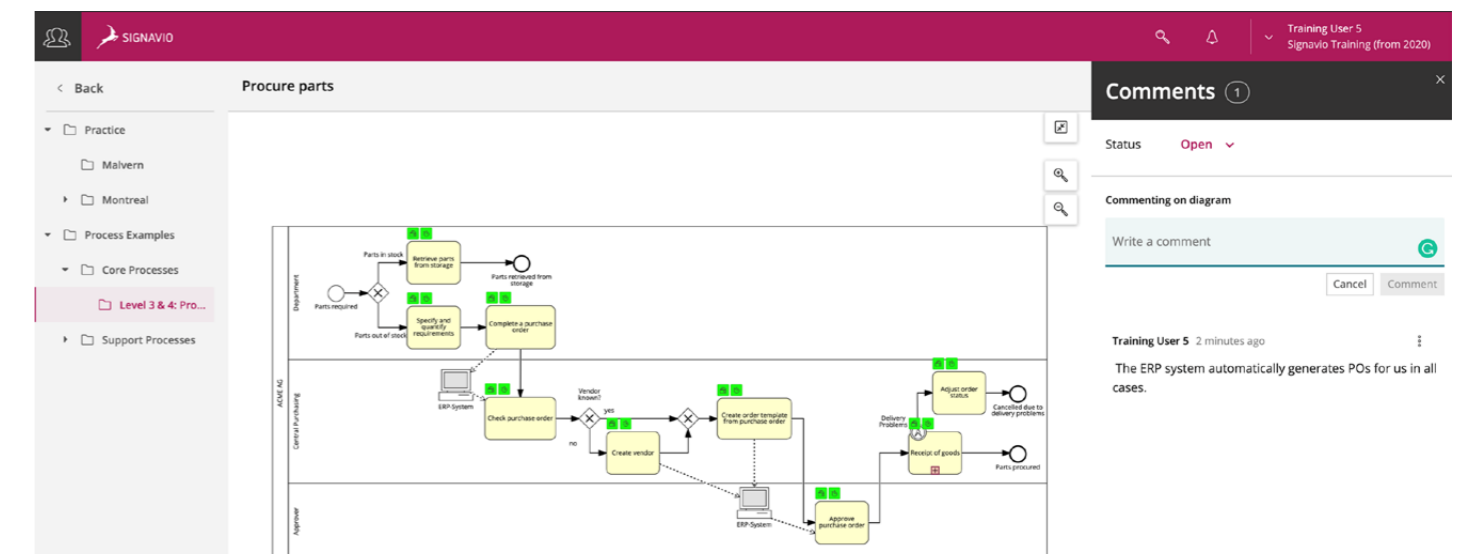 SIGNAVIO
Training User 5
Signavio Training (from 2020)
Back
Practice
Malvern
Montreal
Process Examples
Core Processes
Level 3 & 4: Pro...
Support Processes
Procure parts
ACME AG
Department
Parts required
Parts in stock
Retrieve parts
from storage
Parts retrieved from
storage
Parts out of stock
Specify and
quantify
requirements
Complete a purchase
order
Central Purchasing
ERP-System
Check purchase order
Vendor
known?
yes
no
Create vendor
Create order template
from purchase order
Delivery
Problems
Adjust order
status
Cancelled due to
delivery problems
Receipt of goods
Parts procured
Approver
ERP-System
Approve
purchase order
Comments 1
Status Open
Commenting on diagram
Write a comment
Cancel Comment
Training User 5 2 minutes ago
The ERP system automatically generates POs for us in all
cases.